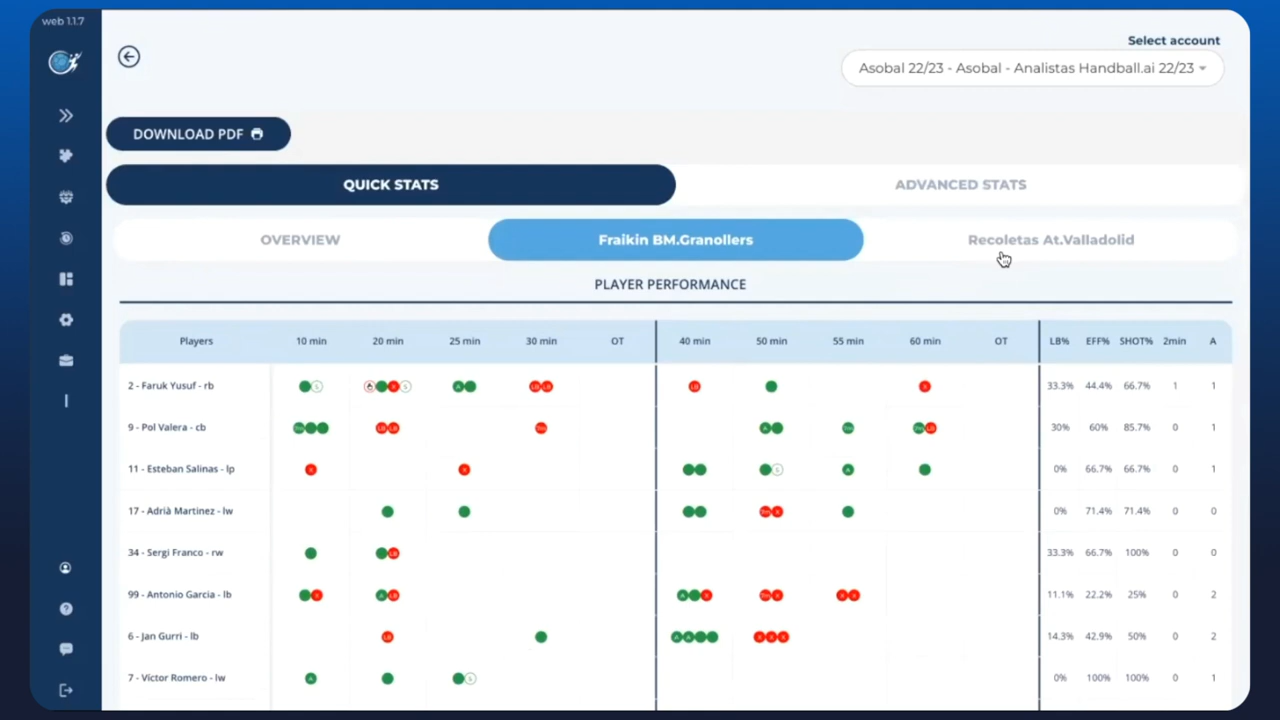 web 1.1.7
Select account
Asobal 22/23 - Asobal - Analistas Handball.ai 22/23
DOWNLOAD PDF
QUICK STATS ADVANCED STATS
OVERVIEW Fraikin BM.Granollers Recoletas At.Valladolid
PLAYER PERFORMANCE
Players 10 min 20 min 25 min 30 min OT 40 min 50 min 55 min 60 min OT LB% EFF% SHOT% 2min A
2 - Faruk Yusuf - rb 33.3% 44.4% 66.7% 1 1
9 - Pol Valera - cb 30% 60% 85.7% 0 1
11 - Esteban Salinas - lp 0% 66.7% 66.7% 0 1
17 - Adrià Martinez - lw 0% 71.4% 71.4% 0 0
34 - Sergi Franco - rw 33.3% 66.7% 100% 0 0
99 - Antonio Garcia - lb 11.1% 22.2% 25% 0 2
6 - Jan Gurri - lb 14.3% 42.9% 50% 0 2
7 - Víctor Romero - lw 0% 100% 100% 0 1